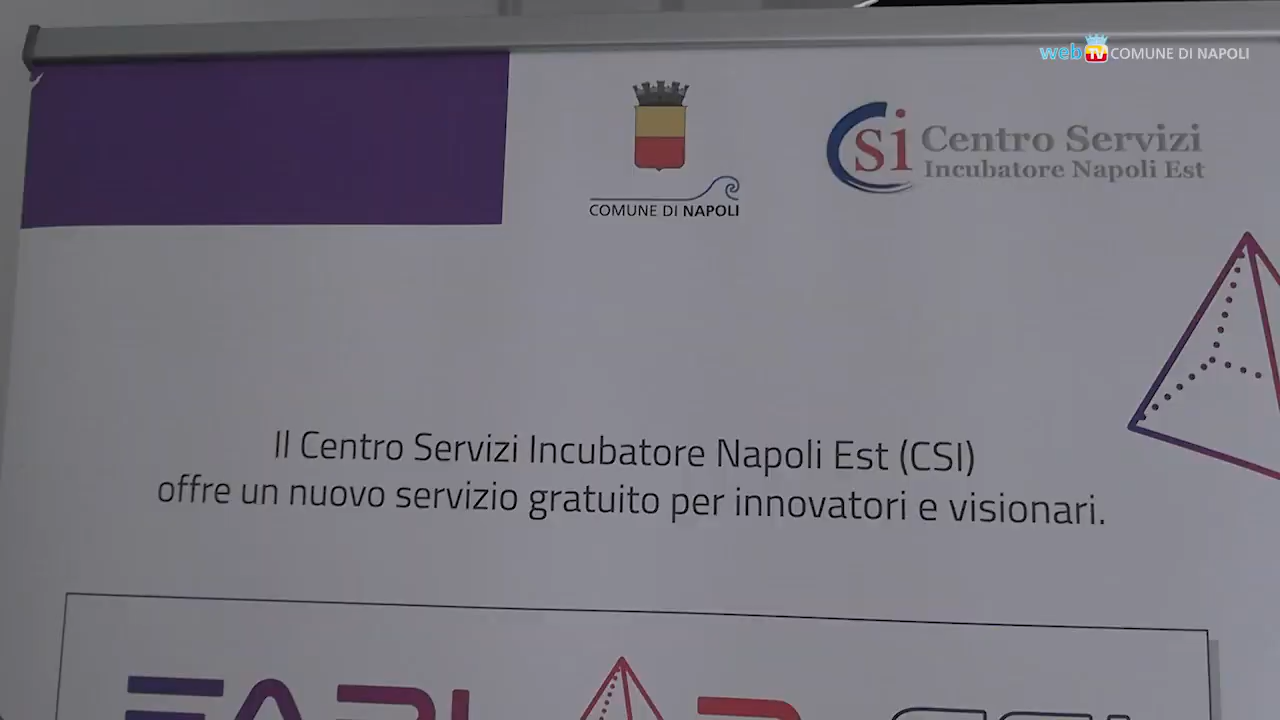 web TV COMUNE DI NAPOLI
COMUNE DI NAPOLI
CSi Centro Servizi
Incubatore Napoli Est
Il Centro Servizi Incubatore Napoli Est (CSI)
offre un nuovo servizio gratuito per innovatori e visionari.